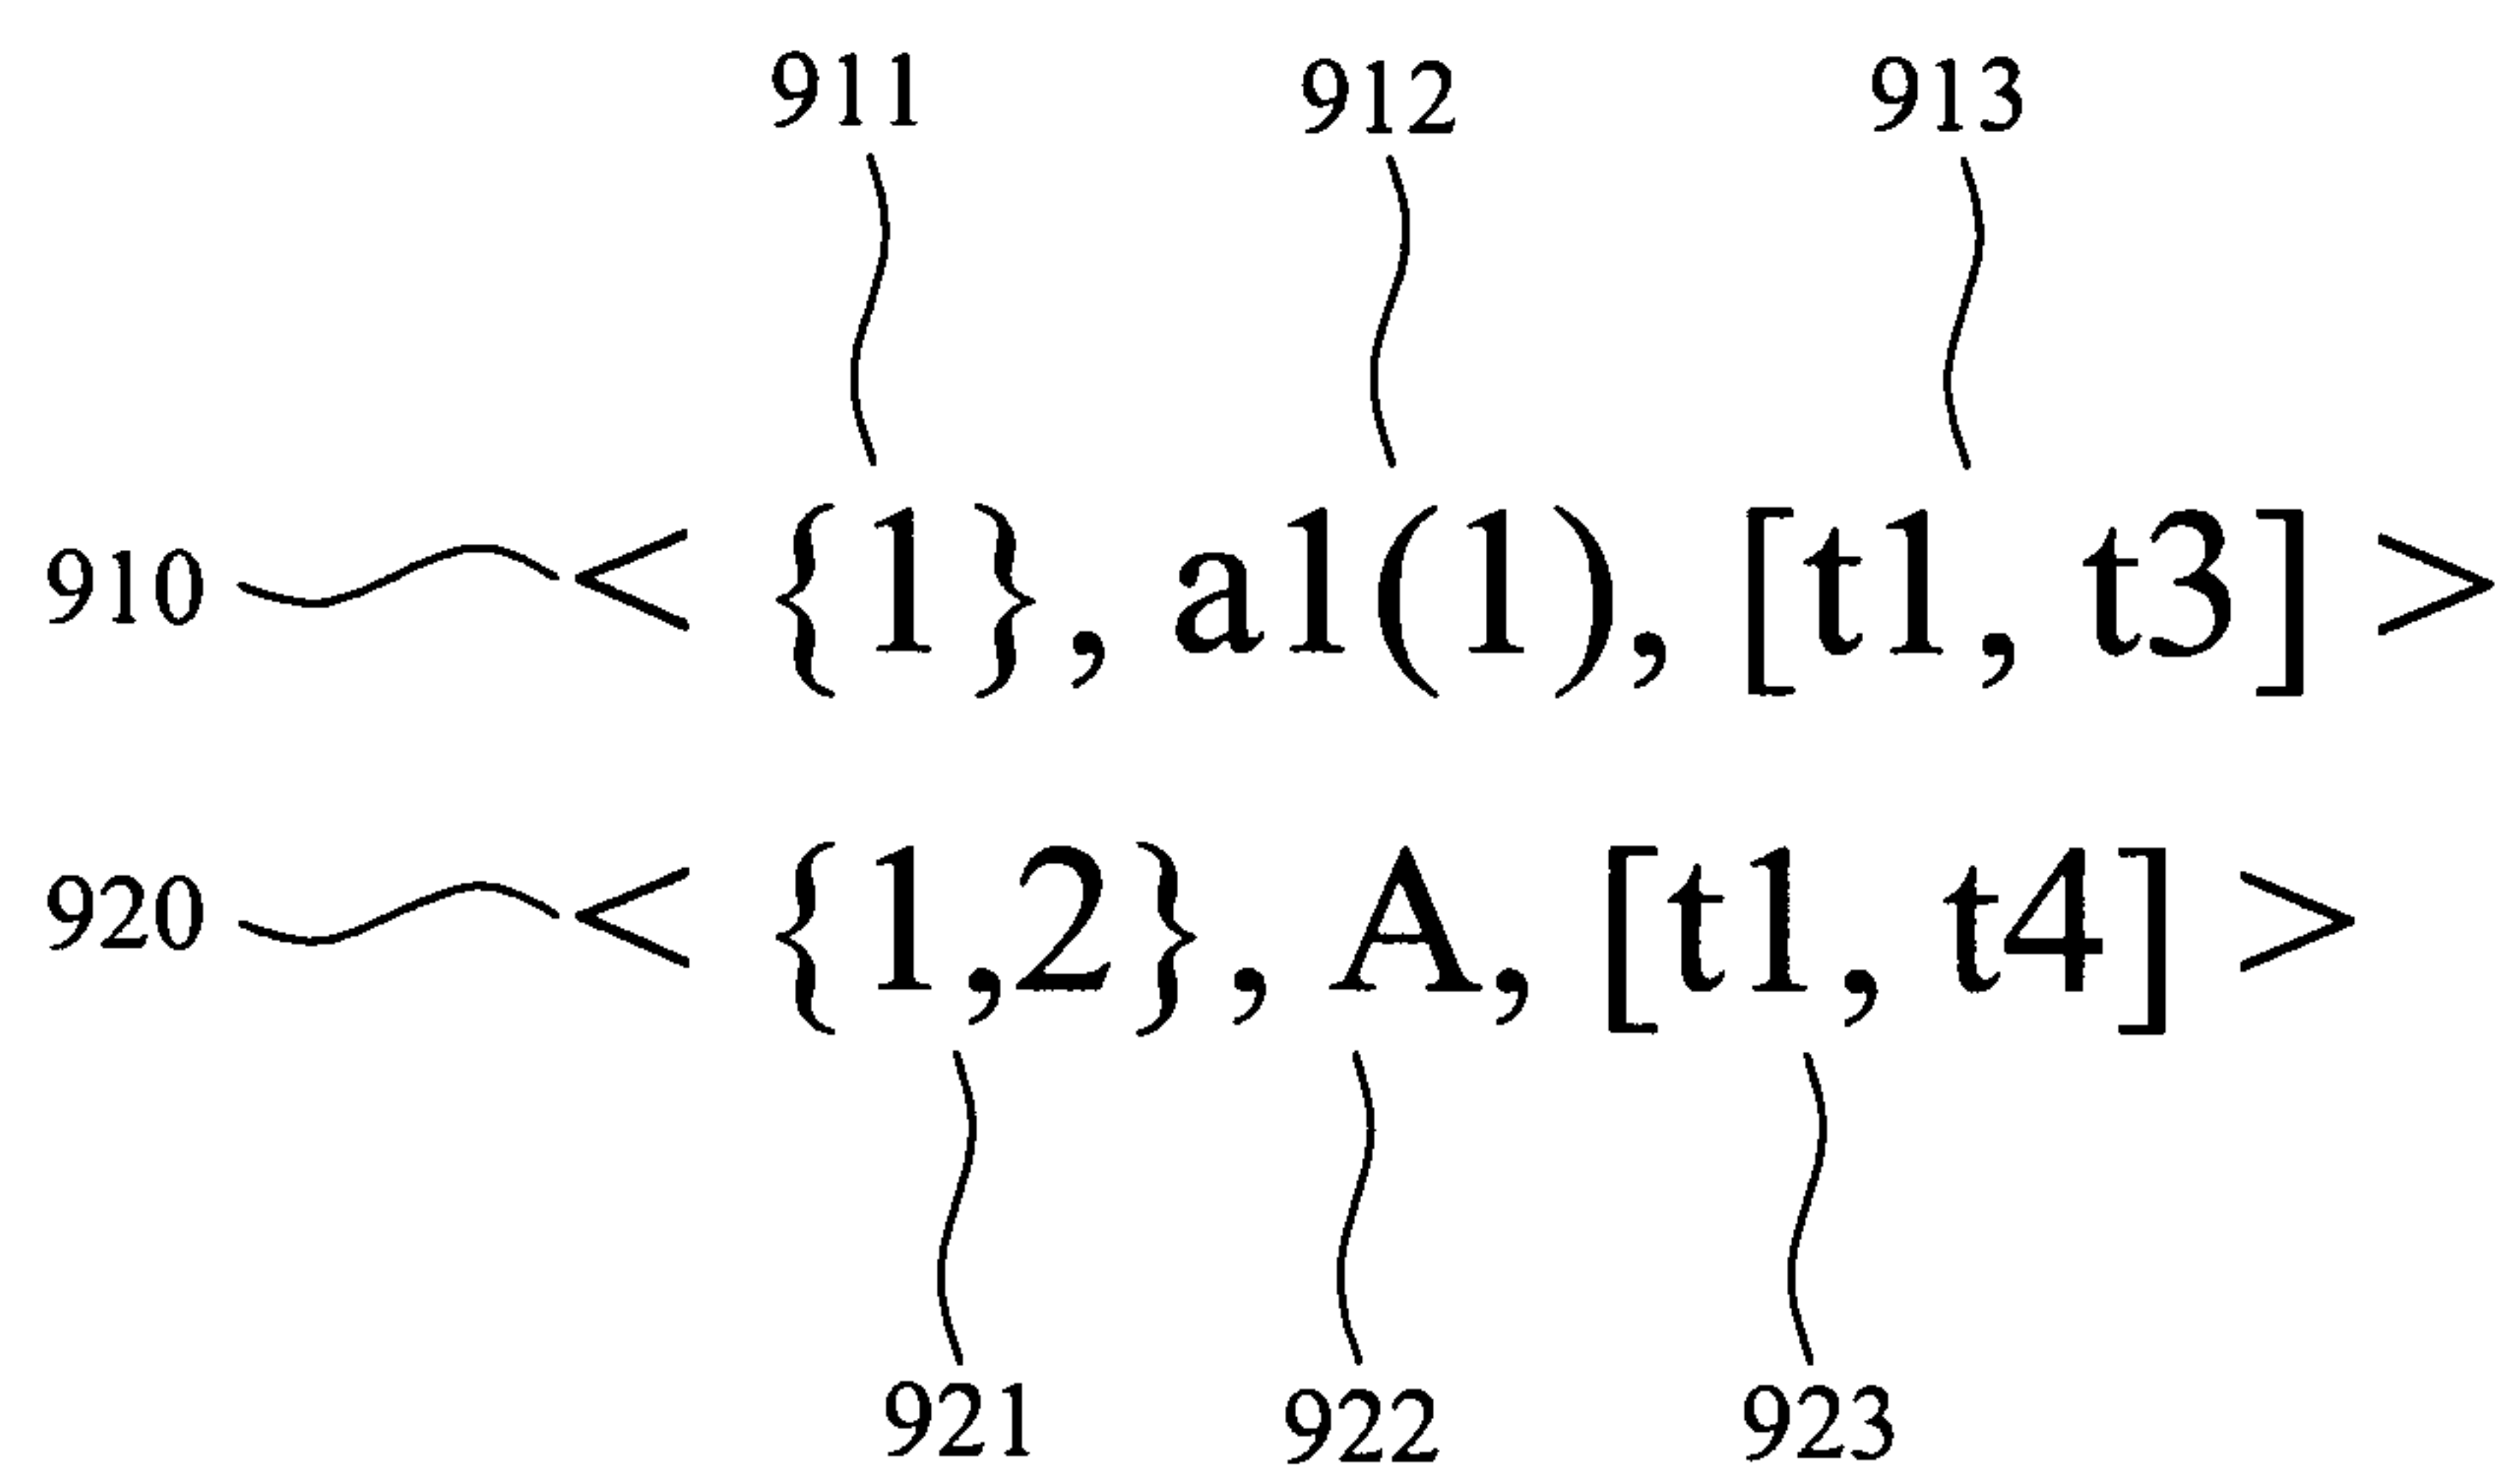 911 912 913
910 < {1}, a1(1), [t1, t3] >
920 < {1,2}, A, [t1, t4] >
921 922 923